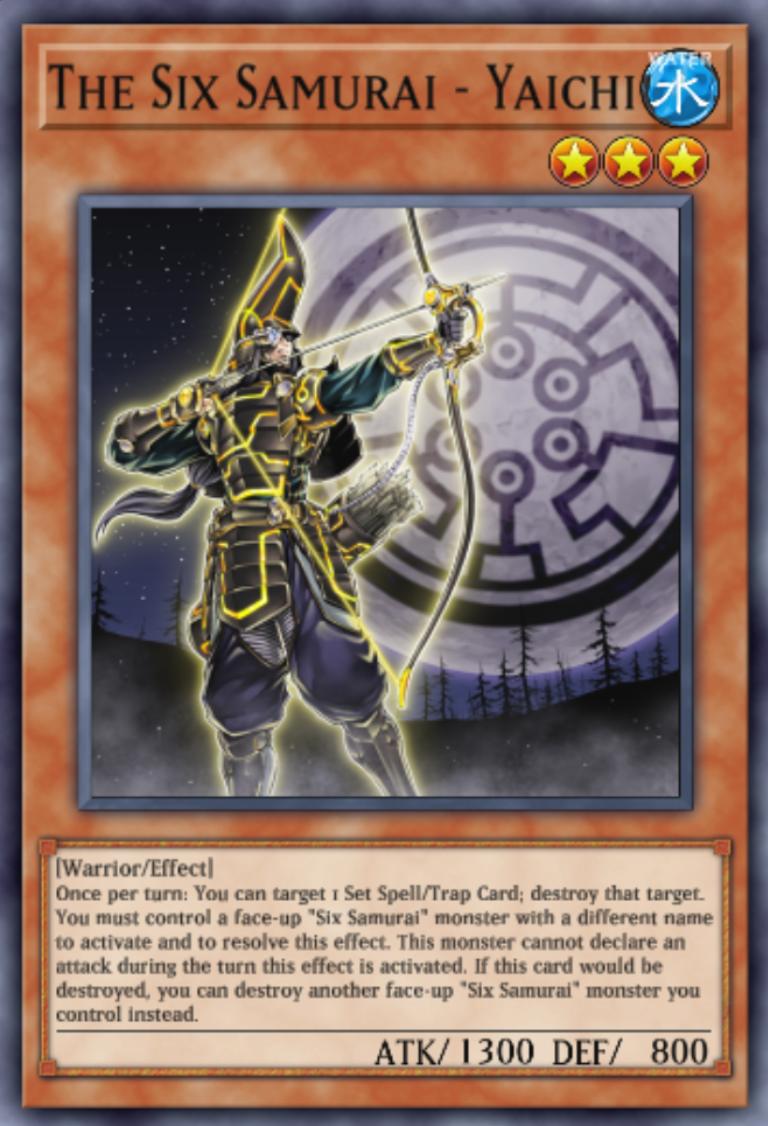 The Six Samurai - Yaichi
WATER
水
[Warrior/Effect]
Once per turn: You can target 1 Set Spell/Trap Card; destroy that target.
You must control a face-up "Six Samurai" monster with a different name
to activate and to resolve this effect. This monster cannot declare an
attack during the turn this effect is activated. If this card would be
destroyed, you can destroy another face-up "Six Samurai" monster you
control instead.
ATK/ 1300 DEF/ 800